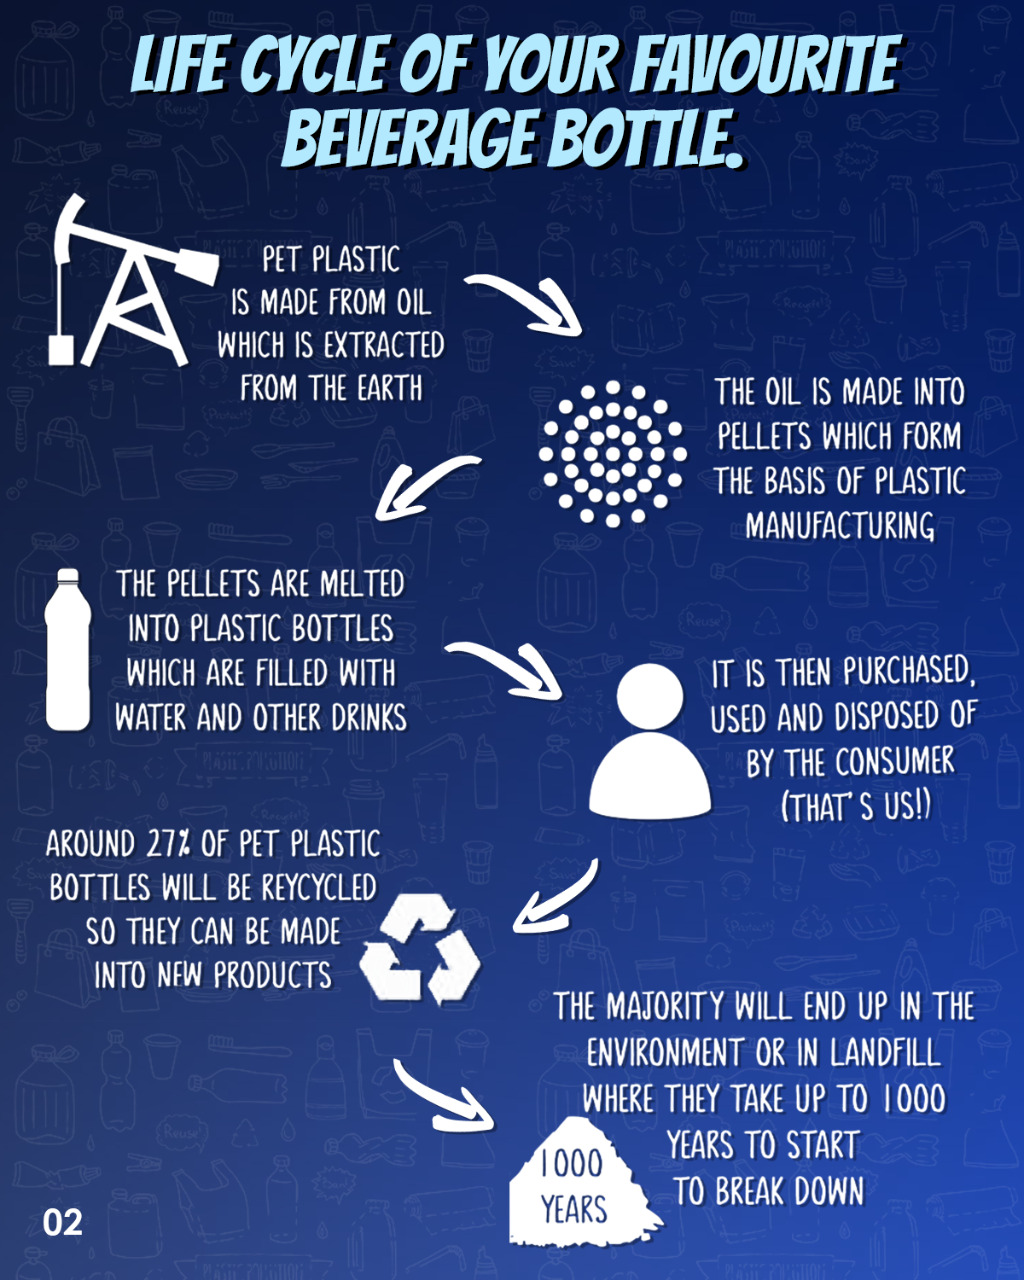 LIFE CYCLE OF YOUR FAVOURITE
BEVERAGE BOTTLE.
PET PLASTIC
IS MADE FROM OIL
WHICH IS EXTRACTED
FROM THE EARTH
THE OIL IS MADE INTO
PELLETS WHICH FORM
THE BASIS OF PLASTIC
MANUFACTURING
THE PELLETS ARE MELTED
INTO PLASTIC BOTTLES
WHICH ARE FILLED WITH
WATER AND OTHER DRINKS
IT IS THEN PURCHASED,
USED AND DISPOSED OF
BY THE CONSUMER
(THAT'S US!)
AROUND 27% OF PET PLASTIC
BOTTLES WILL BE REYCYCLED
SO THEY CAN BE MADE
INTO NEW PRODUCTS
THE MAJORITY WILL END UP IN THE
ENVIRONMENT OR IN LANDFILL
WHERE THEY TAKE UP TO 1000
YEARS TO START
TO BREAK DOWN
1000
YEARS
02